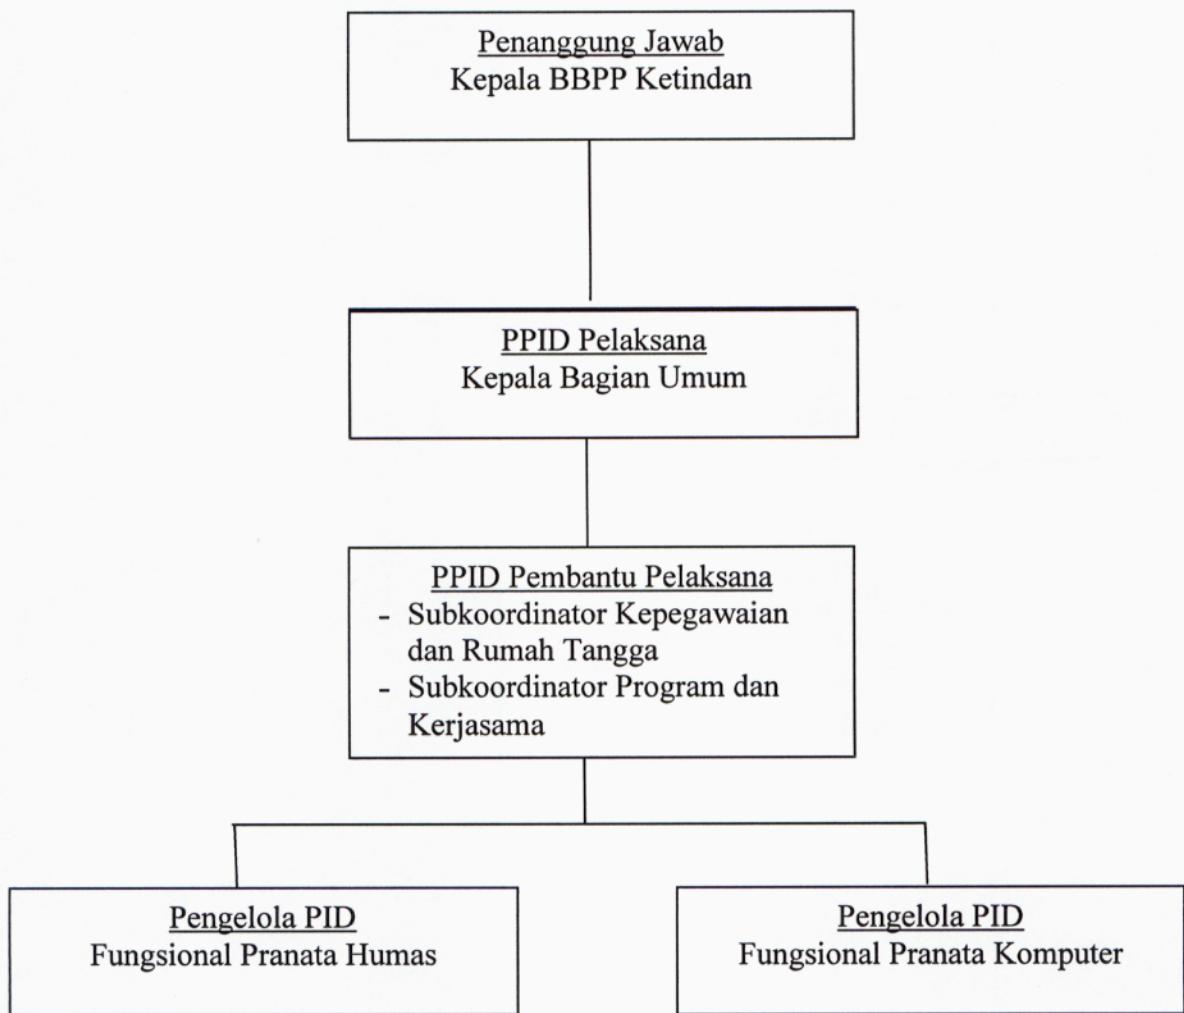 Penanggung Jawab
Kepala BBPP Ketindan
PPID Pelaksana
Kepala Bagian Umum
PPID Pembantu Pelaksana
- Subkoordinator Kepegawaian
dan Rumah Tangga
- Subkoordinator Program dan
Kerjasama
Pengelola PID
Fungsional Pranata Humas
Pengelola PID
Fungsional Pranata Komputer